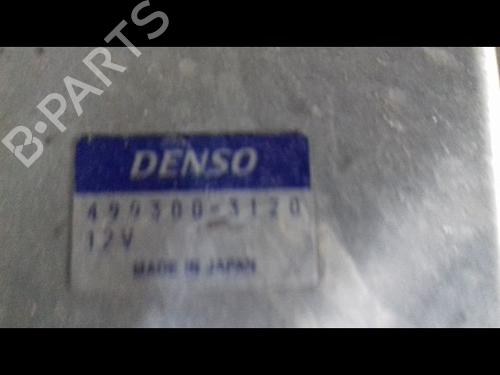 B·PARTS
DENSO
499300-3120
12V
MADE IN JAPAN